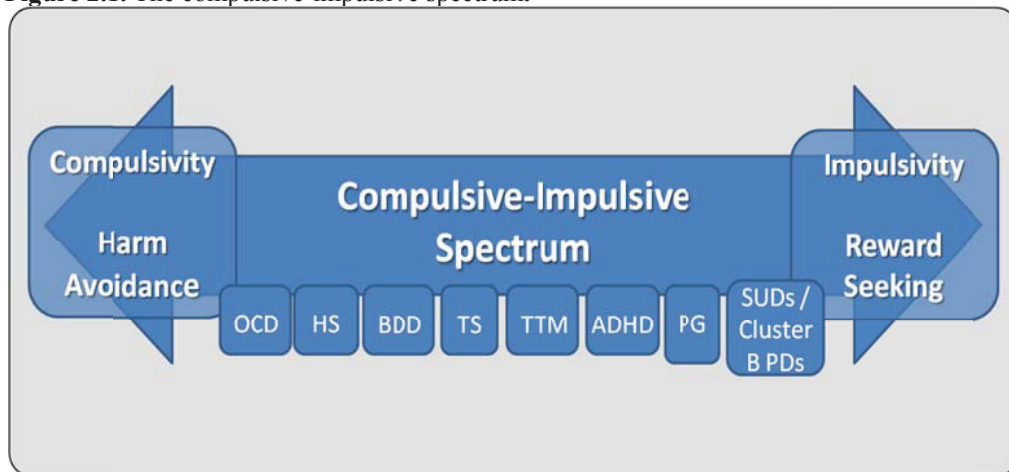 Figure 2.1. The compulsive-impulsive spectrum.
Compulsivity
Harm
Avoidance
Compulsive-Impulsive
Spectrum
Impulsivity
Reward
Seeking
OCD
HS
BDD
TS
TTM
ADHD
PG
SUDs /
Cluster
B PDs